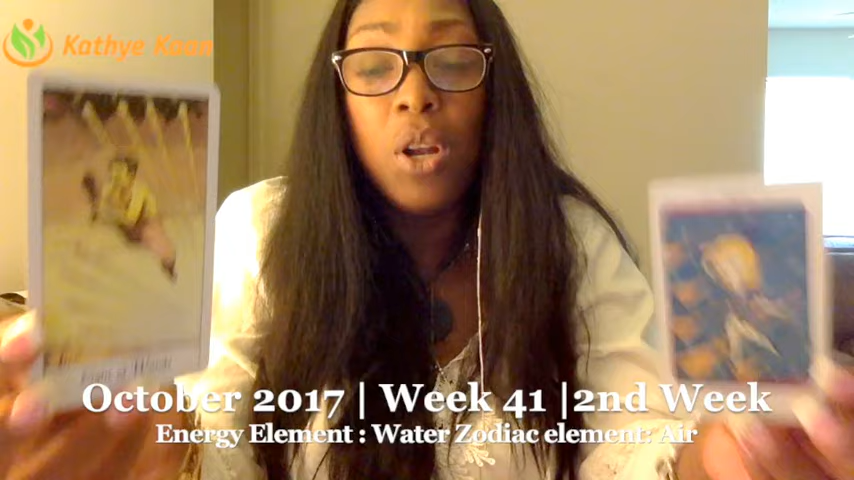 Kathye Kaan
October 2017 | Week 41 |2nd Week
Energy Element : Water Zodiac element: Air